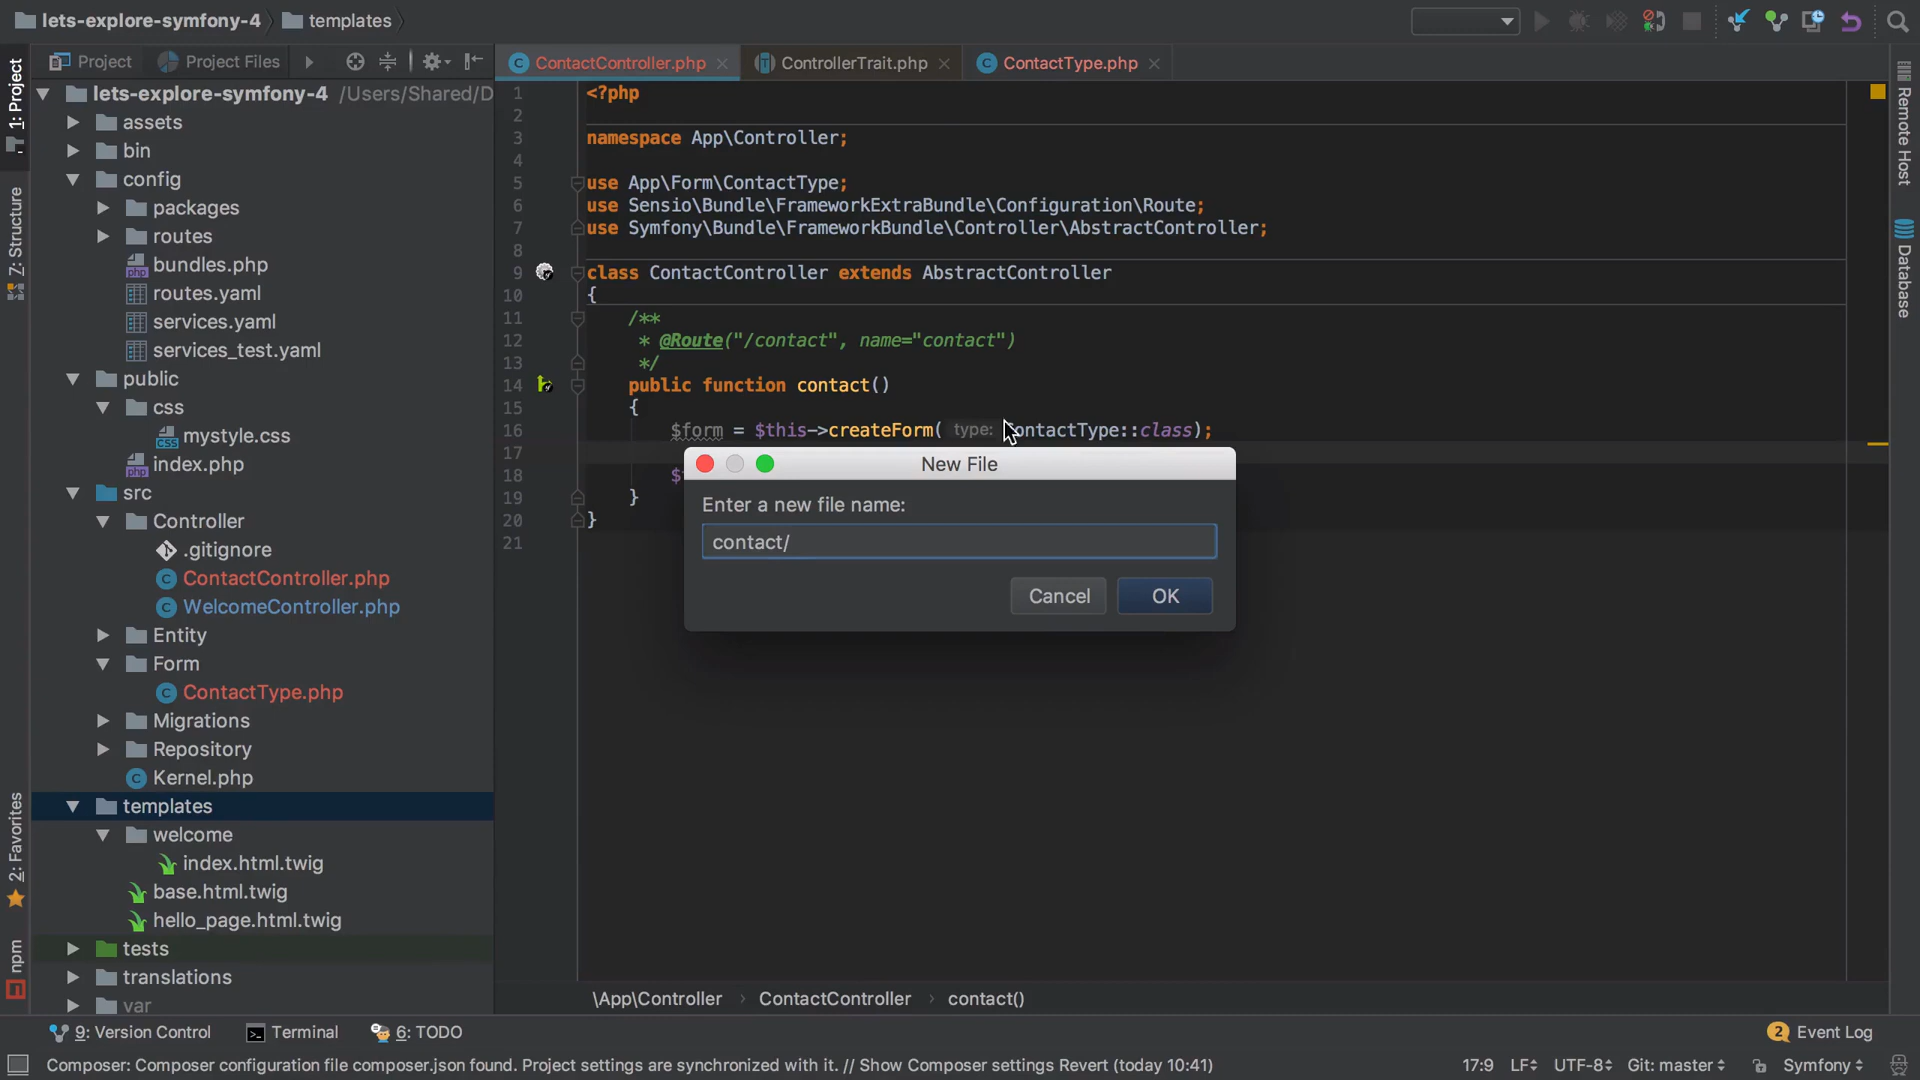 lets-explore-symfony-4
templates
1: Project
7: Structure
2: Favorites
npm
Project
Project Files
lets-explore-symfony-4 /Users/Shared/D
assets
bin
config
packages
routes
bundles.php
routes.yaml
services.yaml
services_test.yaml
public
css
mystyle.css
index.php
src
Controller
.gitignore
ContactController.php
WelcomeController.php
Entity
Form
ContactType.php
Migrations
Repository
Kernel.php
templates
welcome
index.html.twig
base.html.twig
hello_page.html.twig
tests
translations
var
ContactController.php
ControllerTrait.php
ContactType.php
1 <?php
2
3 namespace App\Controller;
4
5 use App\Form\ContactType;
6 use Sensio\Bundle\FrameworkExtraBundle\Configuration\Route;
7 use Symfony\Bundle\FrameworkBundle\Controller\AbstractController;
8
9 class ContactController extends AbstractController
10 {
11 /**
12 * @Route("/contact", name="contact")
13 */
14 public function contact()
15 {
16 $form = $this->createForm( type: ContactType::class);
17
18 $
19 }
20 }
21
New File
Enter a new file name:
contact/
Cancel
OK
Remote Host
Database
\App\Controller
ContactController
contact()
9: Version Control
Terminal
6: TODO
2 Event Log
Composer: Composer configuration file composer.json found. Project settings are synchronized with it. // Show Composer settings Revert (today 10:41)
17:9
LF
UTF-8
Git: master
Symfony